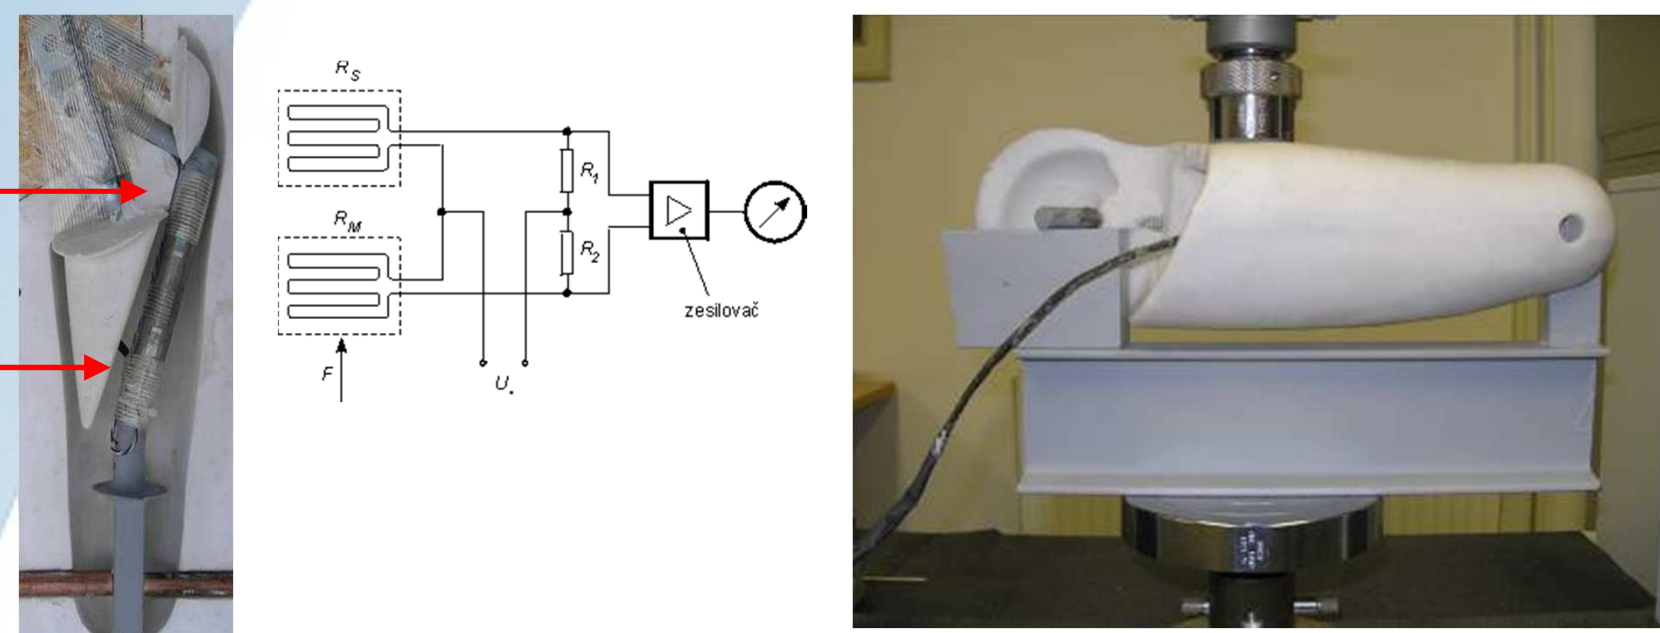 R_S
R_M
R_1
R_2
F
U.
zesilovač